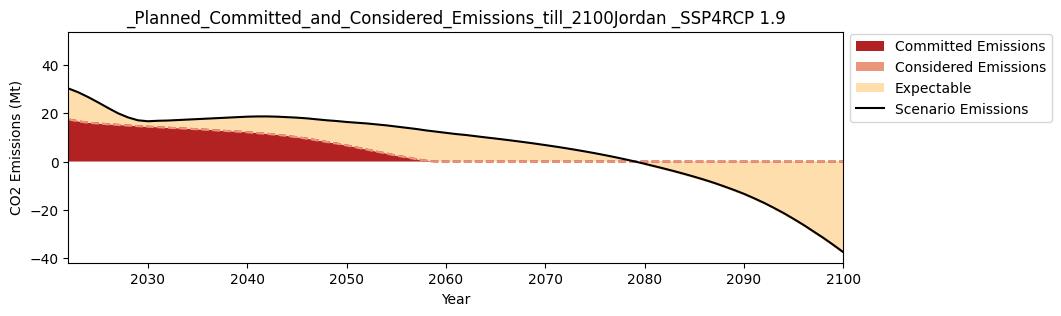 _Planned_Committed_and_Considered_Emissions_till_2100Jordan _SSP4RCP 1.9
CO2 Emissions (Mt)
40
20
0
−20
−40
2030
2040
2050
2060
2070
2080
2090
2100
Year
Committed Emissions
Considered Emissions
Expectable
Scenario Emissions